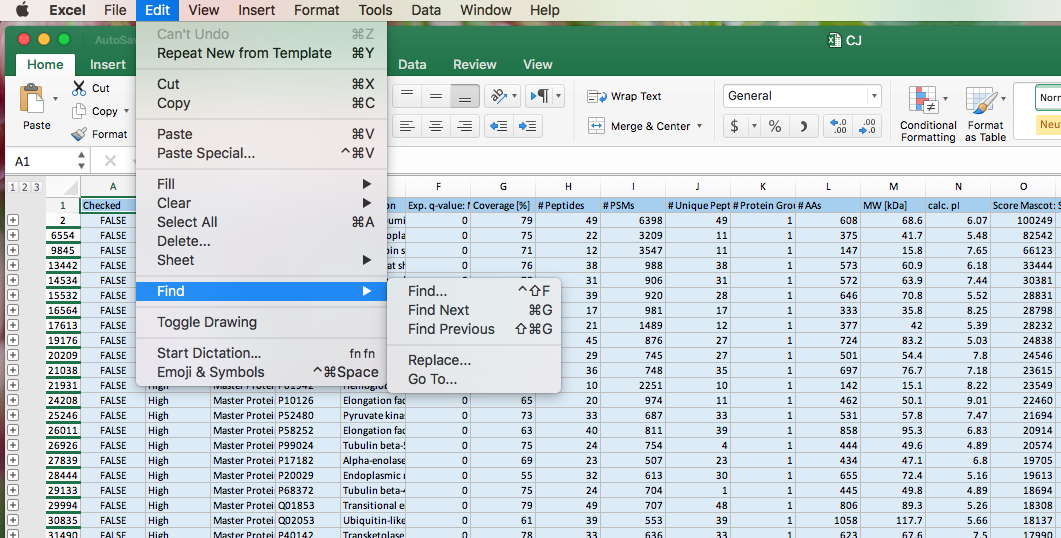 Excel File Edit View Insert Format Tools Data Window Help
CJ
Home Insert Data Review View
Can't Undo ⌘Z
Repeat New from Template ⌘Y
Cut ⌘X
Copy ⌘C
Paste ⌘V
Paste Special... ^⌘V
Fill
Clear
Select All ⌘A
Delete...
Sheet
Find
Toggle Drawing
Start Dictation... fn fn
Emoji & Symbols ^⌘Space
Find... ^⇧F
Find Next ⌘G
Find Previous ⇧⌘G
Replace...
Go To...
Paste
Cut
Copy
Format
Wrap Text
Merge & Center
General
$ % .00 .00
Conditional Formatting
Format as Table
A1
1 2 3 A F G H I J K L M N O
1 Checked Exp. q-value: Coverage [%] # Peptides # PSMs # Unique Pept # Protein Grou # AAs MW [kDa] calc. pI Score Mascot: S
2 FALSE 0 79 49 6398 49 1 608 68.6 6.07 100249
6554 FALSE 0 75 22 3209 11 1 375 41.7 5.48 82542
9845 FALSE 0 71 12 3547 11 1 147 15.8 7.65 66123
13442 FALSE 0 76 38 988 38 1 573 60.9 6.18 33444
14534 FALSE 31 906 31 1 572 63.9 7.44 30381
15532 FALSE 39 920 28 1 646 70.8 5.52 28831
16564 FALSE 17 981 17 1 333 35.8 8.25 28798
17613 FALSE 21 1489 12 1 377 42 5.39 28232
19176 FALSE 45 876 27 1 724 83.2 5.03 24838
20209 FALSE 29 745 27 1 501 54.4 7.8 24546
21038 FALSE 36 748 35 1 697 76.7 7.18 23615
21931 FALSE High Master Protei P01942 Hemoglo 10 2251 10 1 142 15.1 8.22 23549
24208 FALSE High Master Protei P10126 Elongation fac 0 65 20 974 11 1 462 50.1 9.01 22460
25246 FALSE High Master Protei P52480 Pyruvate kinas 0 73 33 687 33 1 531 57.8 7.47 21694
26011 FALSE High Master Protei P58252 Elongation fac 0 63 40 811 39 1 858 95.3 6.83 20914
26926 FALSE High Master Protei P99024 Tubulin beta-5 0 75 24 754 4 1 444 49.6 4.89 20574
27839 FALSE High Master Protei P17182 Alpha-enolase 0 69 23 507 23 1 434 47.1 6.8 19705
28444 FALSE High Master Protei P20029 Endoplasmic r 0 55 32 613 30 1 655 72.4 5.16 19613
29133 FALSE High Master Protei P68372 Tubulin beta-4 0 75 24 704 1 1 445 49.8 4.89 18694
29994 FALSE High Master Protei Q01853 Transitional e 0 79 49 707 48 1 806 89.3 5.26 18308
30835 FALSE High Master Protei Q02053 Ubiquitin-like 0 61 39 553 39 1 1058 117.7 5.66 18137
31490 FALSE High Master Protei P40142 Transketolase 0 78 33 636 33 1 623 67.6 7.5 17990